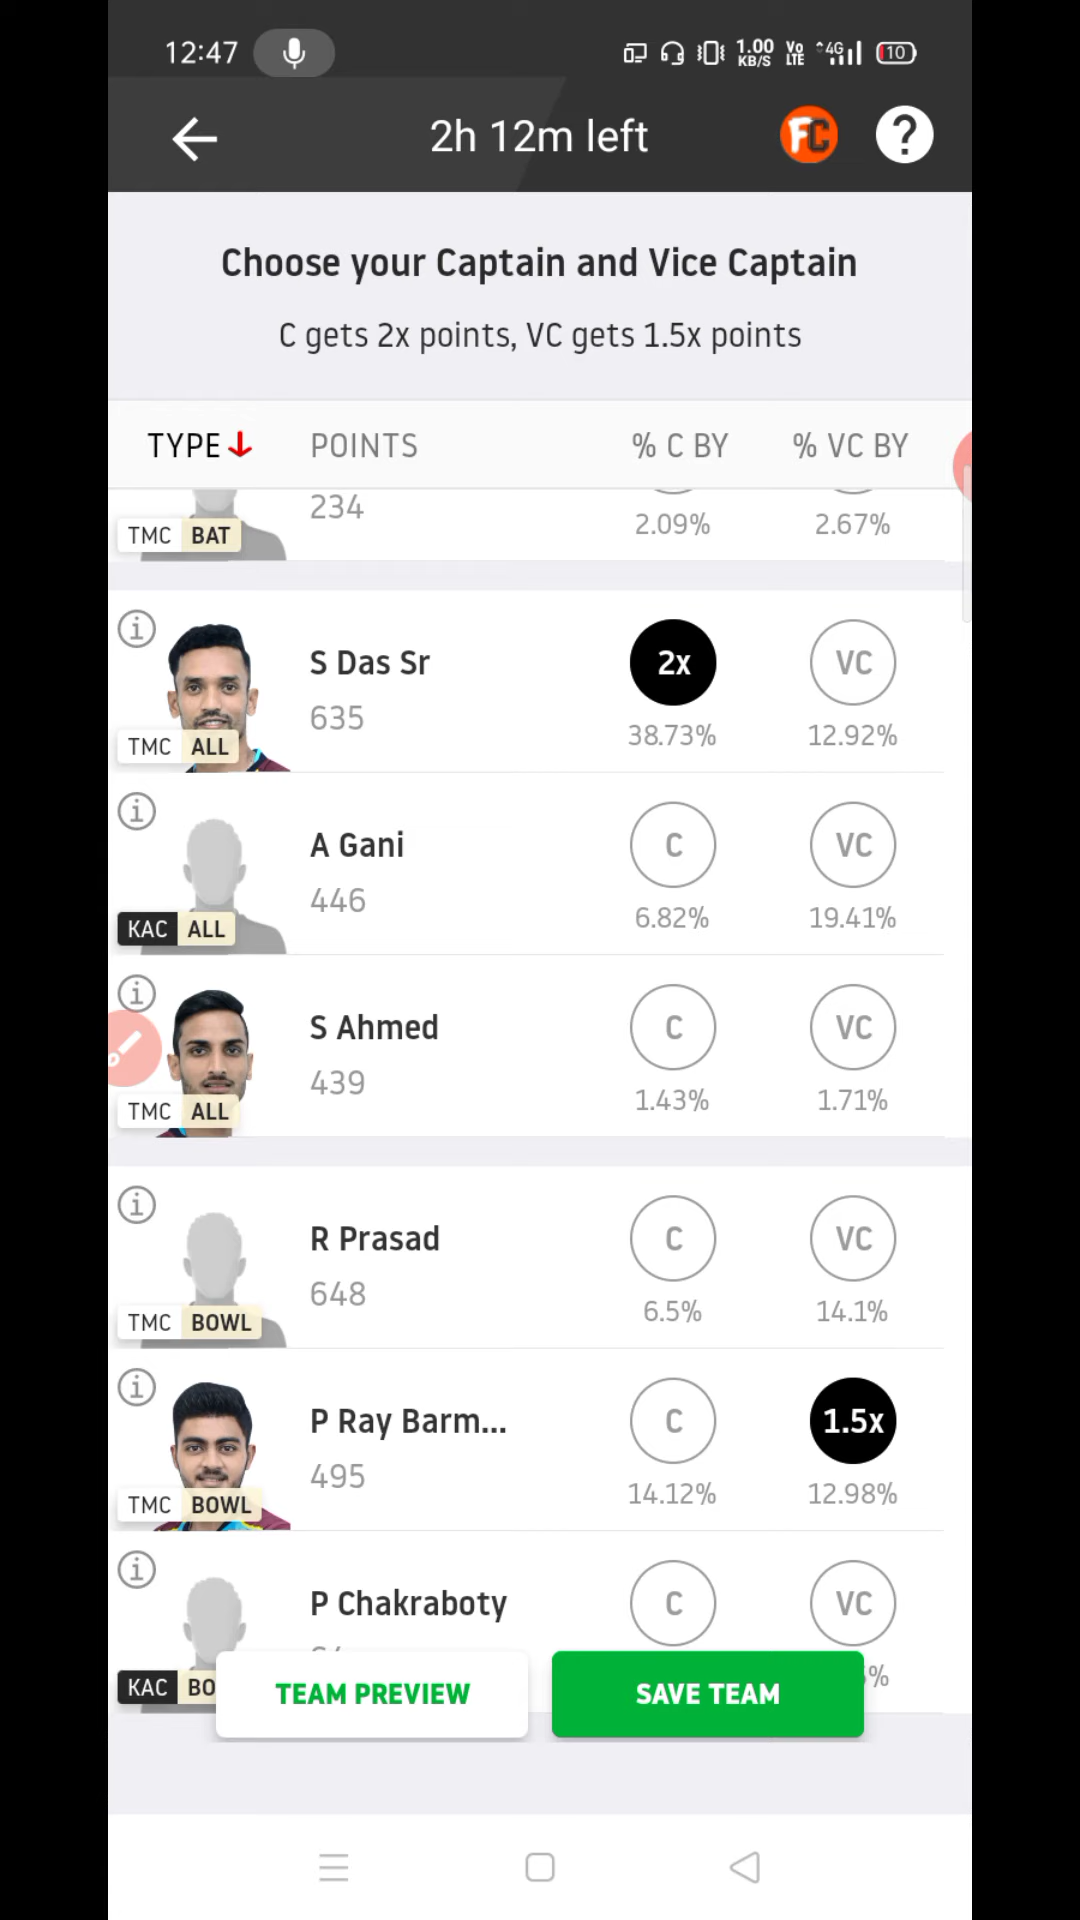 12:47 1.00 KB/S Vo LTE 4G 10
2h 12m left FC ?
Choose your Captain and Vice Captain
C gets 2x points, VC gets 1.5x points
TYPE POINTS % C BY % VC BY
234 2.09% 2.67%
TMC BAT
S Das Sr 2x VC
635 38.73% 12.92%
TMC ALL
A Gani C VC
446 6.82% 19.41%
KAC ALL
S Ahmed C VC
439 1.43% 1.71%
TMC ALL
R Prasad C VC
648 6.5% 14.1%
TMC BOWL
P Ray Barm... C 1.5x
495 14.12% 12.98%
TMC BOWL
P Chakraboty C VC
KAC BO
TEAM PREVIEW SAVE TEAM